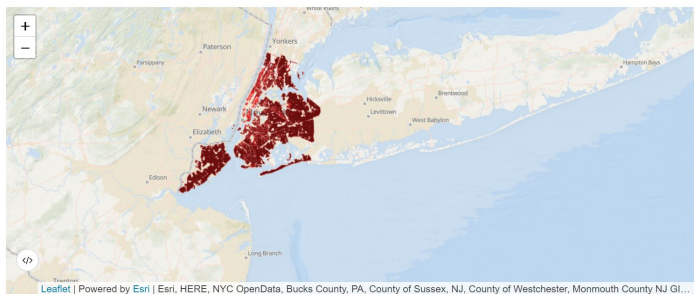 White Plains
+
−
Yonkers
Paterson
Parsippany
Hampton Bays
Brentwood
Hicksville
Newark
Levittown
West Babylon
Elizabeth
Edison
</>
Long Branch
Trenton
Leaflet | Powered by Esri | Esri, HERE, NYC OpenData, Bucks County, PA, County of Sussex, NJ, County of Westchester, Monmouth County NJ GI...